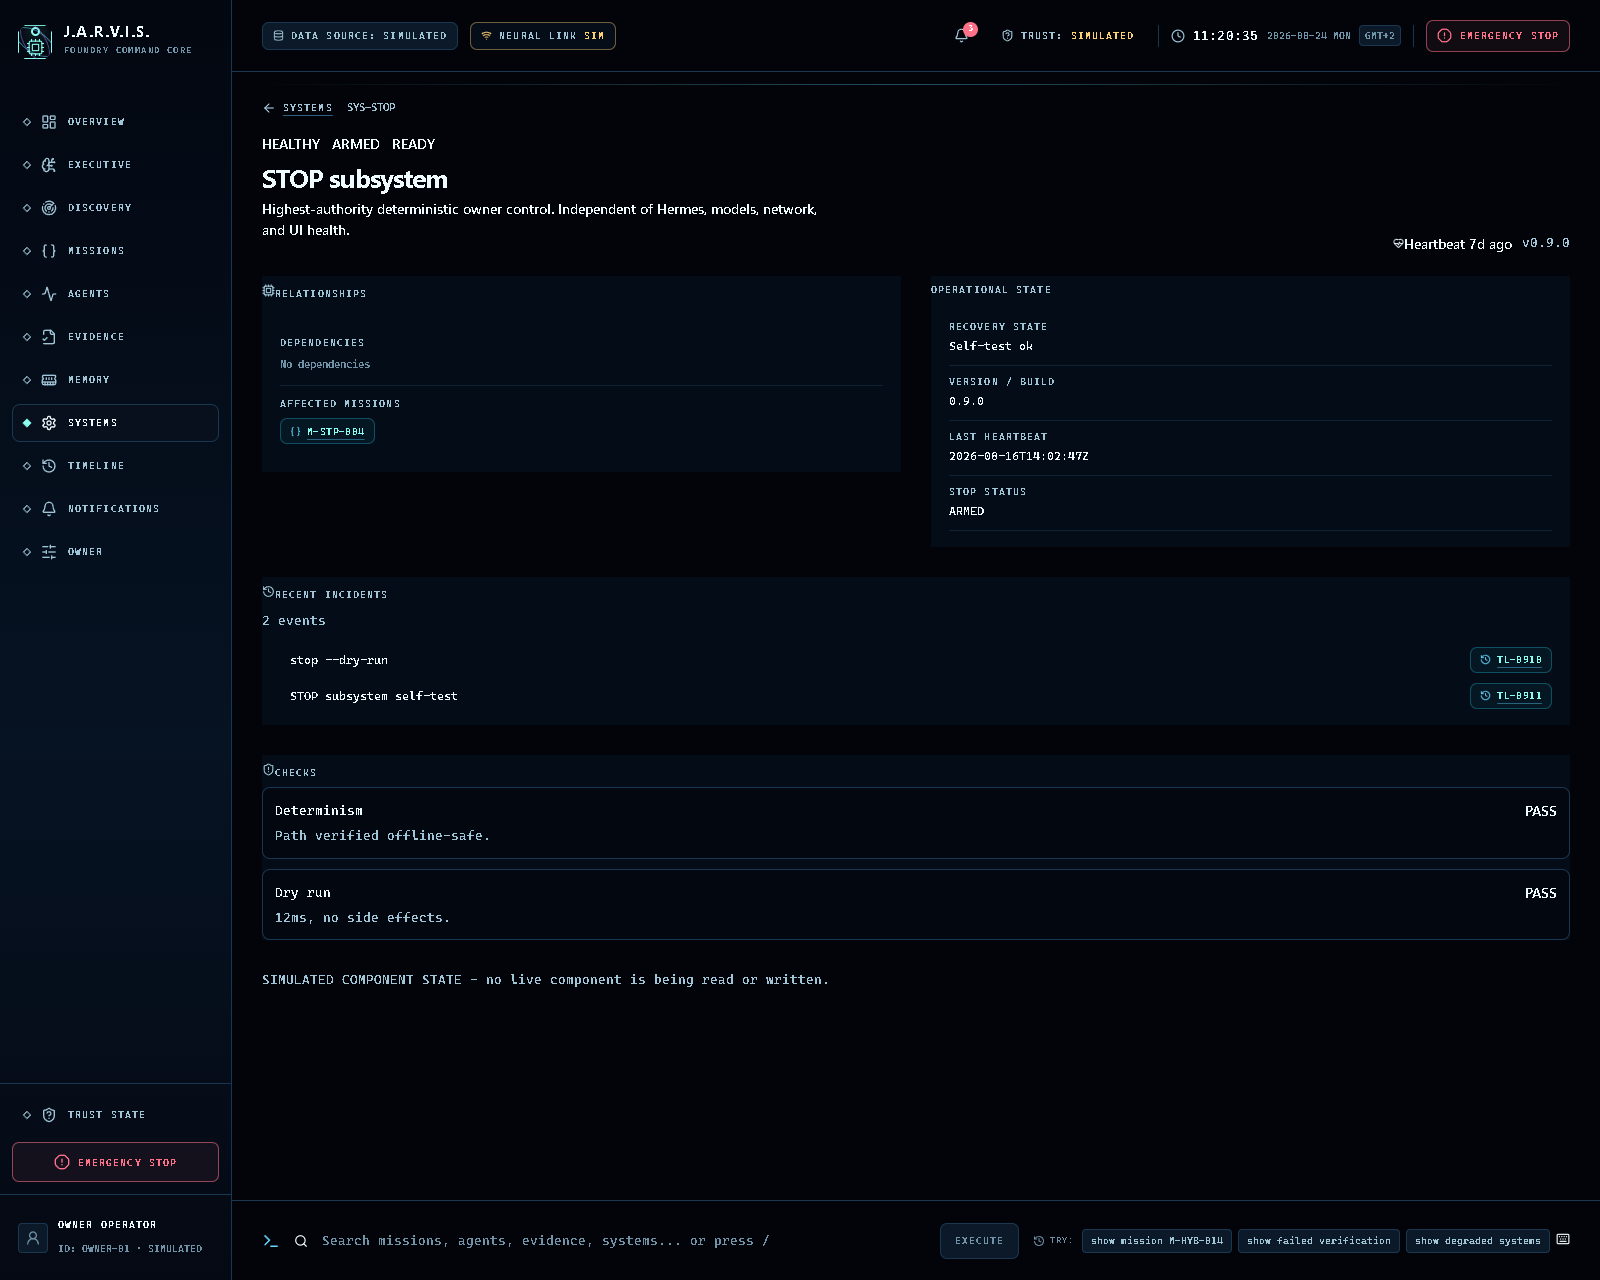 J.A.R.V.I.S.
FOUNDRY COMMAND CORE
DATA SOURCE: SIMULATED
NEURAL LINK SIM
3
TRUST: SIMULATED
11:20:35
2026-08-24 MON
GMT+2
EMERGENCY STOP
OVERVIEW
EXECUTIVE
DISCOVERY
MISSIONS
AGENTS
EVIDENCE
MEMORY
SYSTEMS
TIMELINE
NOTIFICATIONS
OWNER
TRUST STATE
EMERGENCY STOP
OWNER OPERATOR
ID: OWNER-01 • SIMULATED
SYSTEMS SYS-STOP
HEALTHY ARMED READY
STOP subsystem
Highest-authority deterministic owner control. Independent of Hermes, models, network,
and UI health.
Heartbeat 7d ago v0.9.0
RELATIONSHIPS
DEPENDENCIES
No dependencies
AFFECTED MISSIONS
M-STP-004
OPERATIONAL STATE
RECOVERY STATE
Self-test ok
VERSION / BUILD
0.9.0
LAST HEARTBEAT
2026-08-16T14:02:47Z
STOP STATUS
ARMED
RECENT INCIDENTS
2 events
stop --dry-run
TL-0910
STOP subsystem self-test
TL-0911
CHECKS
Determinism
PASS
Path verified offline-safe.
Dry run
PASS
12ms, no side effects.
SIMULATED COMPONENT STATE - no live component is being read or written.
Search missions, agents, evidence, systems... or press /
EXECUTE
TRY:
show mission M-HYB-014
show failed verification
show degraded systems